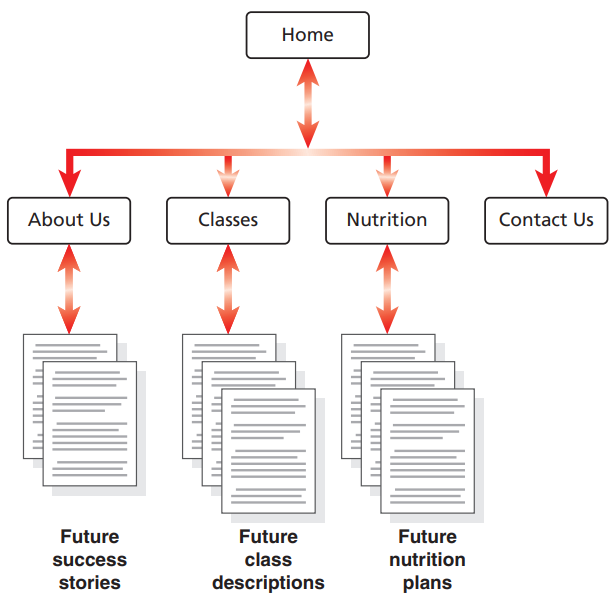 Home
About Us
Classes
Nutrition
Contact Us
Future
success
stories
Future
class
descriptions
Future
nutrition
plans